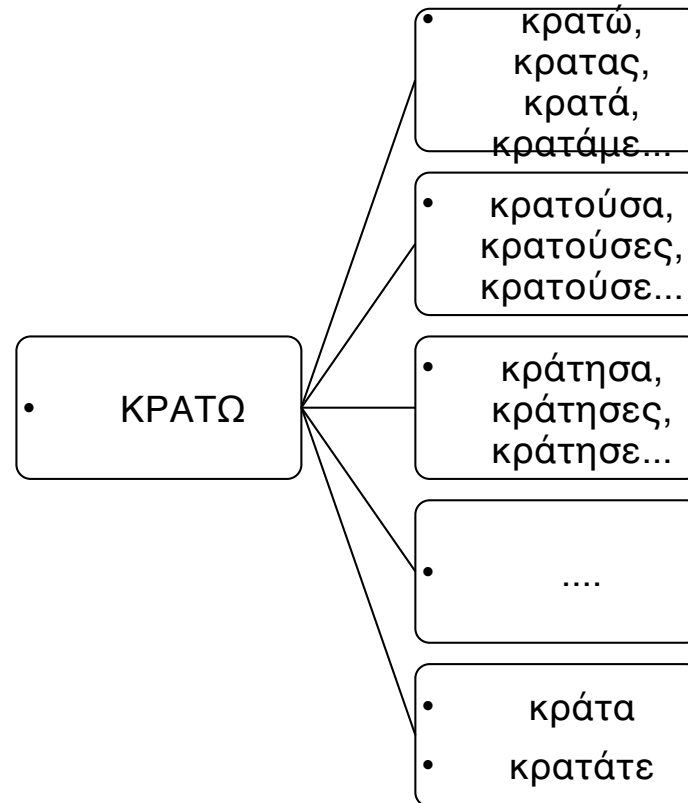 κρατώ,
κρατας,
κρατά,
κρατάμε...
κρατούσα,
κρατούσες,
κρατούσε...
ΚΡΑΤΩ
κράτησα,
κράτησες,
κράτησε...
....
κράτα
κρατάτε